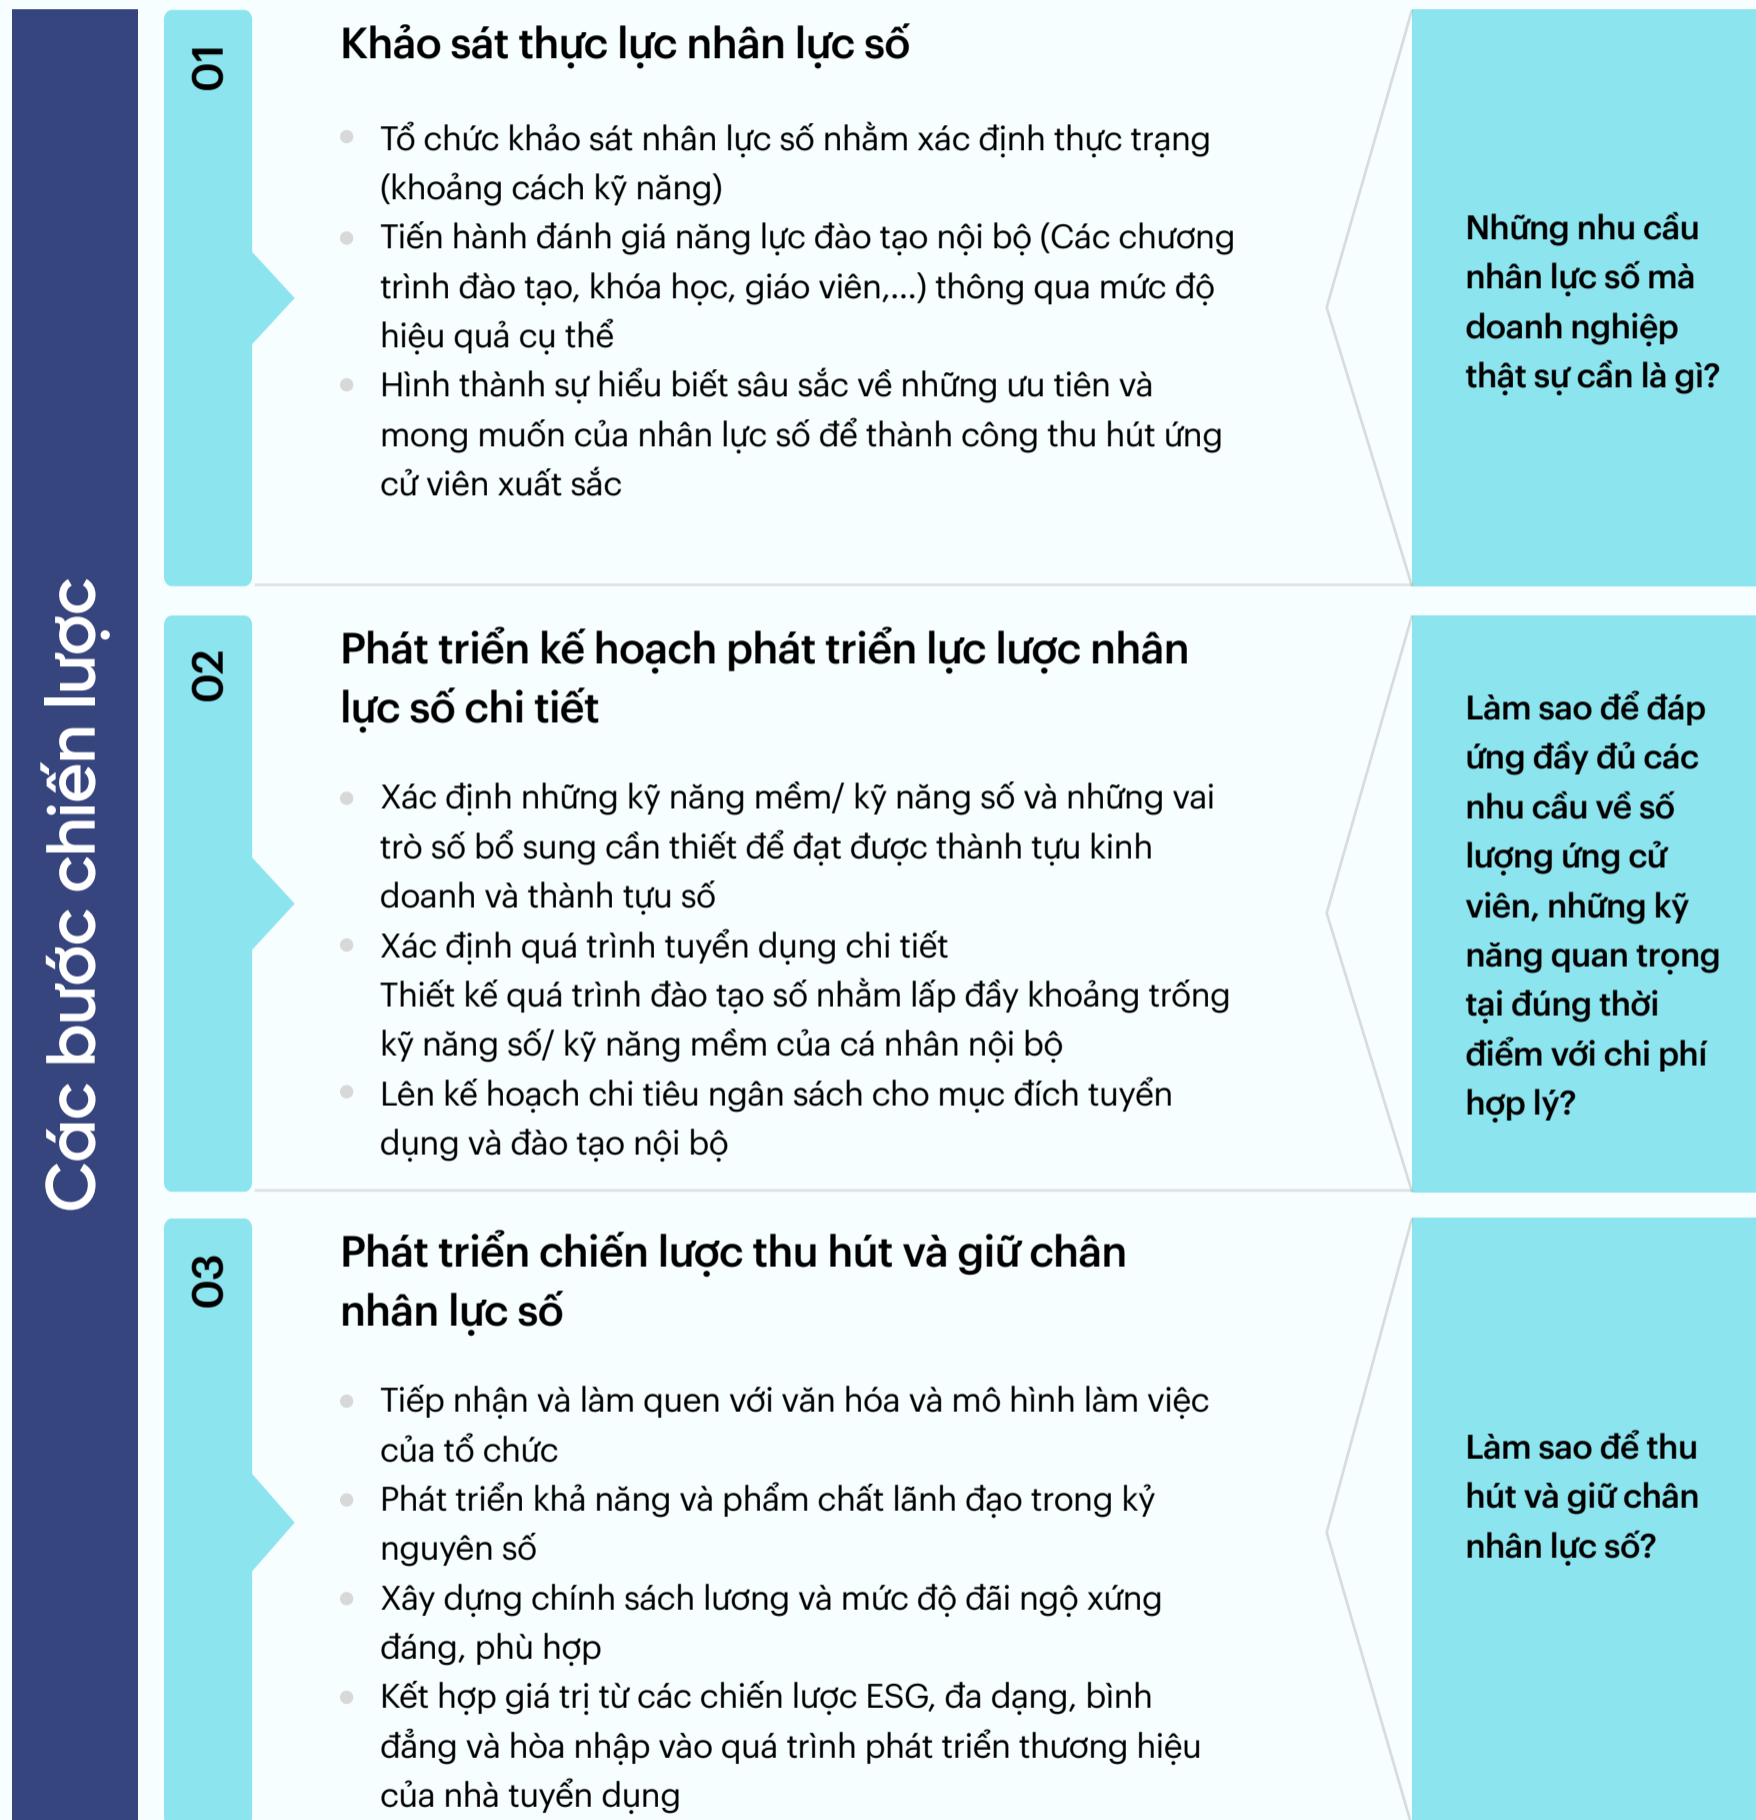 Các bước chiến lược
01
Khảo sát thực lực nhân lực số
Tổ chức khảo sát nhân lực số nhằm xác định thực trạng
(khoảng cách kỹ năng)
Tiến hành đánh giá năng lực đào tạo nội bộ (Các chương
trình đào tạo, khóa học, giáo viên,...) thông qua mức độ
hiệu quả cụ thể
Hình thành sự hiểu biết sâu sắc về những ưu tiên và
mong muốn của nhân lực số để thành công thu hút ứng
cử viên xuất sắc
Những nhu cầu
nhân lực số mà
doanh nghiệp
thật sự cần là gì?
02
Phát triển kế hoạch phát triển lực lược nhân
lực số chi tiết
Xác định những kỹ năng mềm/ kỹ năng số và những vai
trò số bổ sung cần thiết để đạt được thành tựu kinh
doanh và thành tựu số
Xác định quá trình tuyển dụng chi tiết
Thiết kế quá trình đào tạo số nhằm lấp đầy khoảng trống
kỹ năng số/ kỹ năng mềm của cá nhân nội bộ
Lên kế hoạch chi tiêu ngân sách cho mục đích tuyển
dụng và đào tạo nội bộ
Làm sao để đáp
ứng đầy đủ các
nhu cầu về số
lượng ứng cử
viên, những kỹ
năng quan trọng
tại đúng thời
điểm với chi phí
hợp lý?
03
Phát triển chiến lược thu hút và giữ chân
nhân lực số
Tiếp nhận và làm quen với văn hóa và mô hình làm việc
của tổ chức
Phát triển khả năng và phẩm chất lãnh đạo trong kỷ
nguyên số
Xây dựng chính sách lương và mức độ đãi ngộ xứng
đáng, phù hợp
Kết hợp giá trị từ các chiến lược ESG, đa dạng, bình
đẳng và hòa nhập vào quá trình phát triển thương hiệu
của nhà tuyển dụng
Làm sao để thu
hút và giữ chân
nhân lực số?